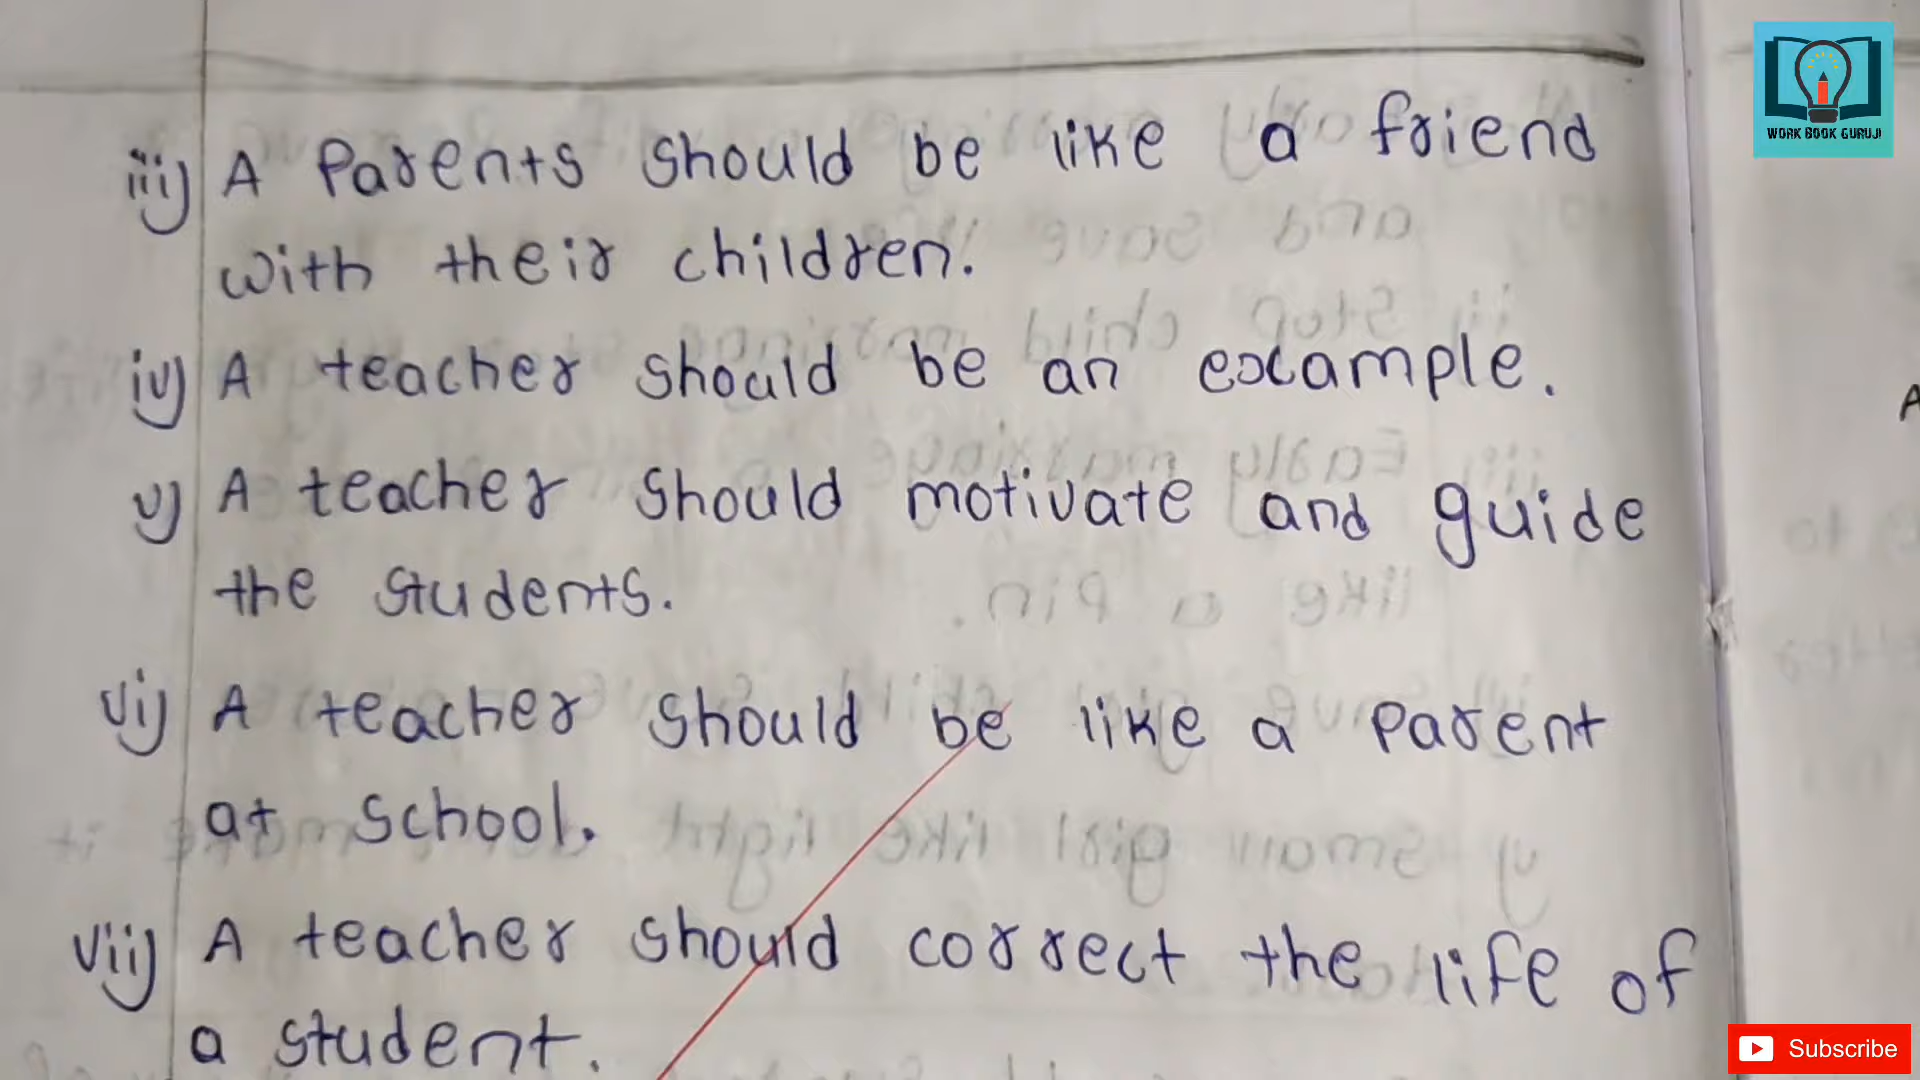 iii) A Parents should be like a friend
with their children.
iv) A teacher should be an example.
v) A teacher should motivate and guide
the students.
vi) A teacher should be like a parent
at school.
vii) A teacher should correct the life of
a student.
WORK BOOK GURUJI
A
Subscribe